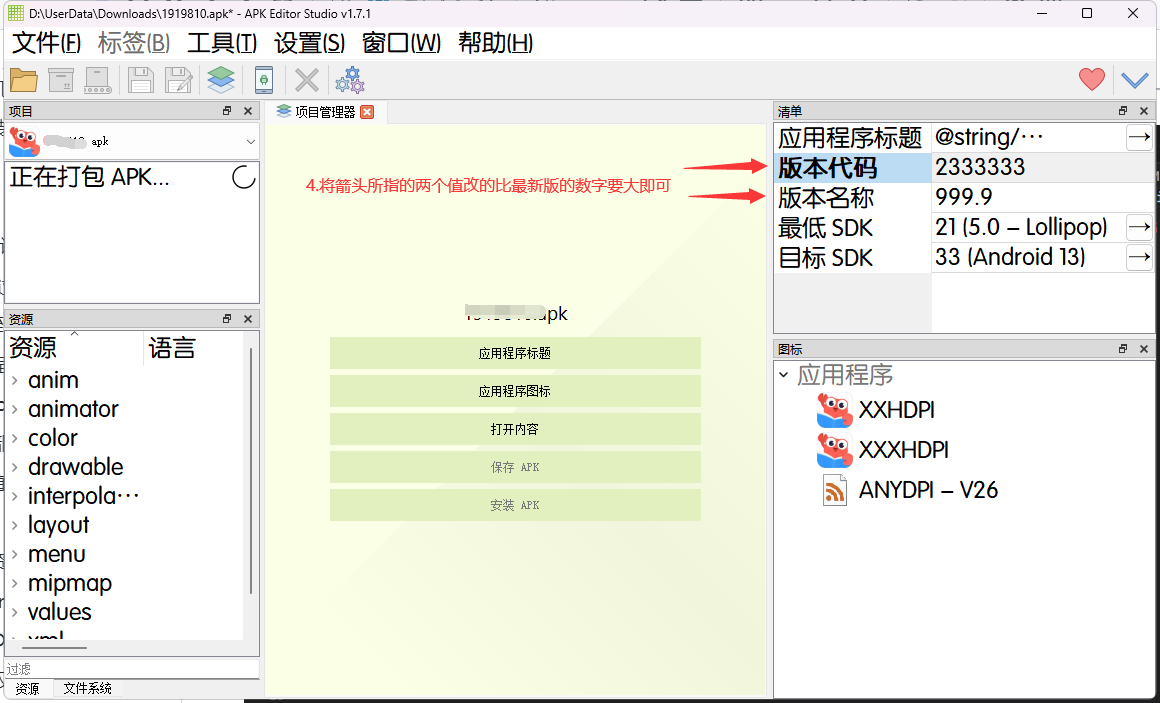 D:\UserData\Downloads\1919810.apk* - APK Editor Studio v1.7.1
文件(F) 标签(B) 工具(T) 设置(S) 窗口(W) 帮助(H)
项目
apk
正在打包 APK...
资源
资源 语言
anim
animator
color
drawable
interpola···
layout
menu
mipmap
values
xml
过滤
资源 文件系统
项目管理器
4.将箭头所指的两个值改的比最新版的数字要大即可
.apk
应用程序标题
应用程序图标
打开内容
保存 APK
安装 APK
清单
应用程序标题 @string/···
版本代码 2333333
版本名称 999.9
最低 SDK 21 (5.0 – Lollipop)
目标 SDK 33 (Android 13)
图标
应用程序
XXHDPI
XXXHDPI
ANYDPI – V26